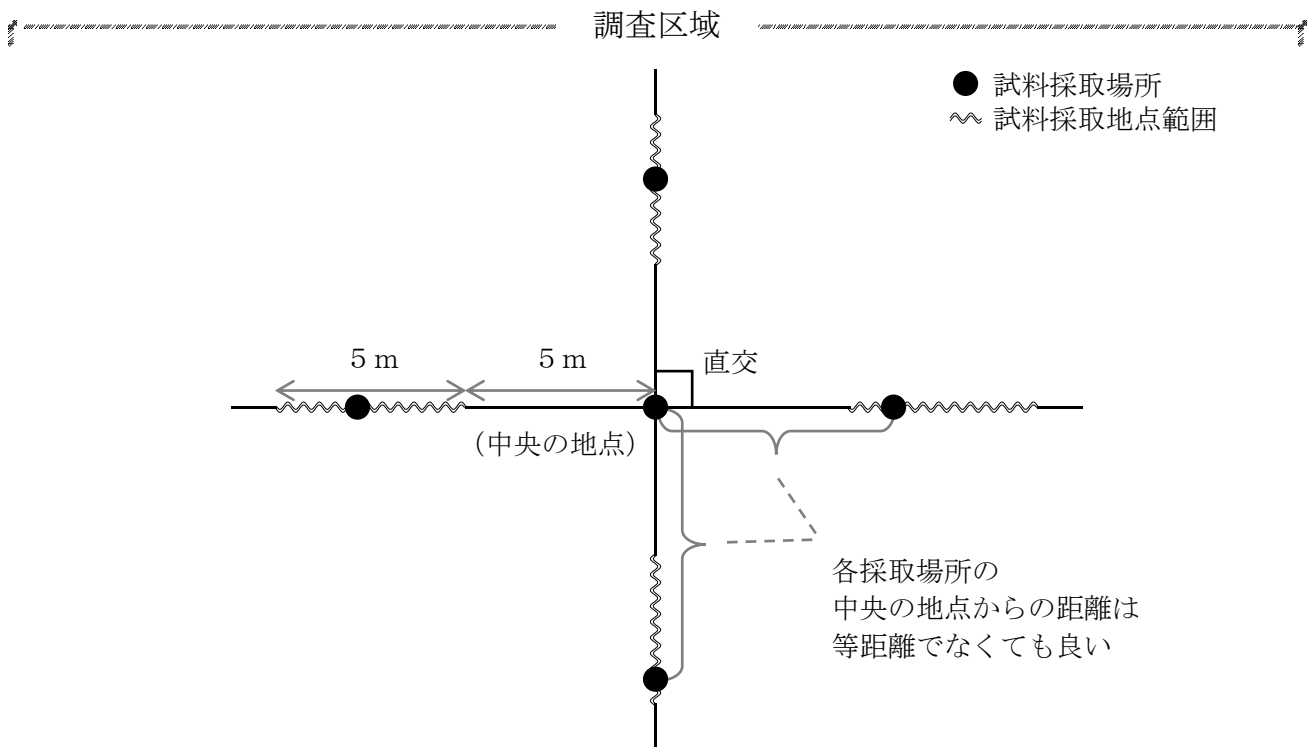 調査区域
試料採取場所
試料採取地点範囲
5m
5m
直交
(中央の地点)
各採取場所の
中央の地点からの距離は
等距離でなくても良い